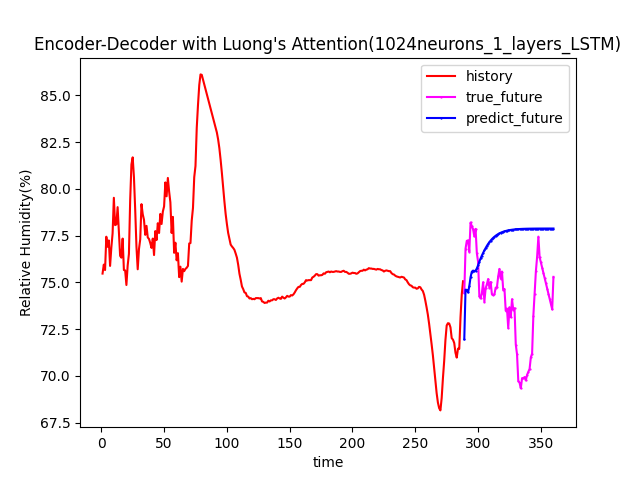 Encoder-Decoder with Luong's Attention(1024neurons_1_layers_LSTM)
history
true_future
predict_future
Relative Humidity(%)
85.0
82.5
80.0
77.5
75.0
72.5
70.0
67.5
0 50 100 150 200 250 300 350
time